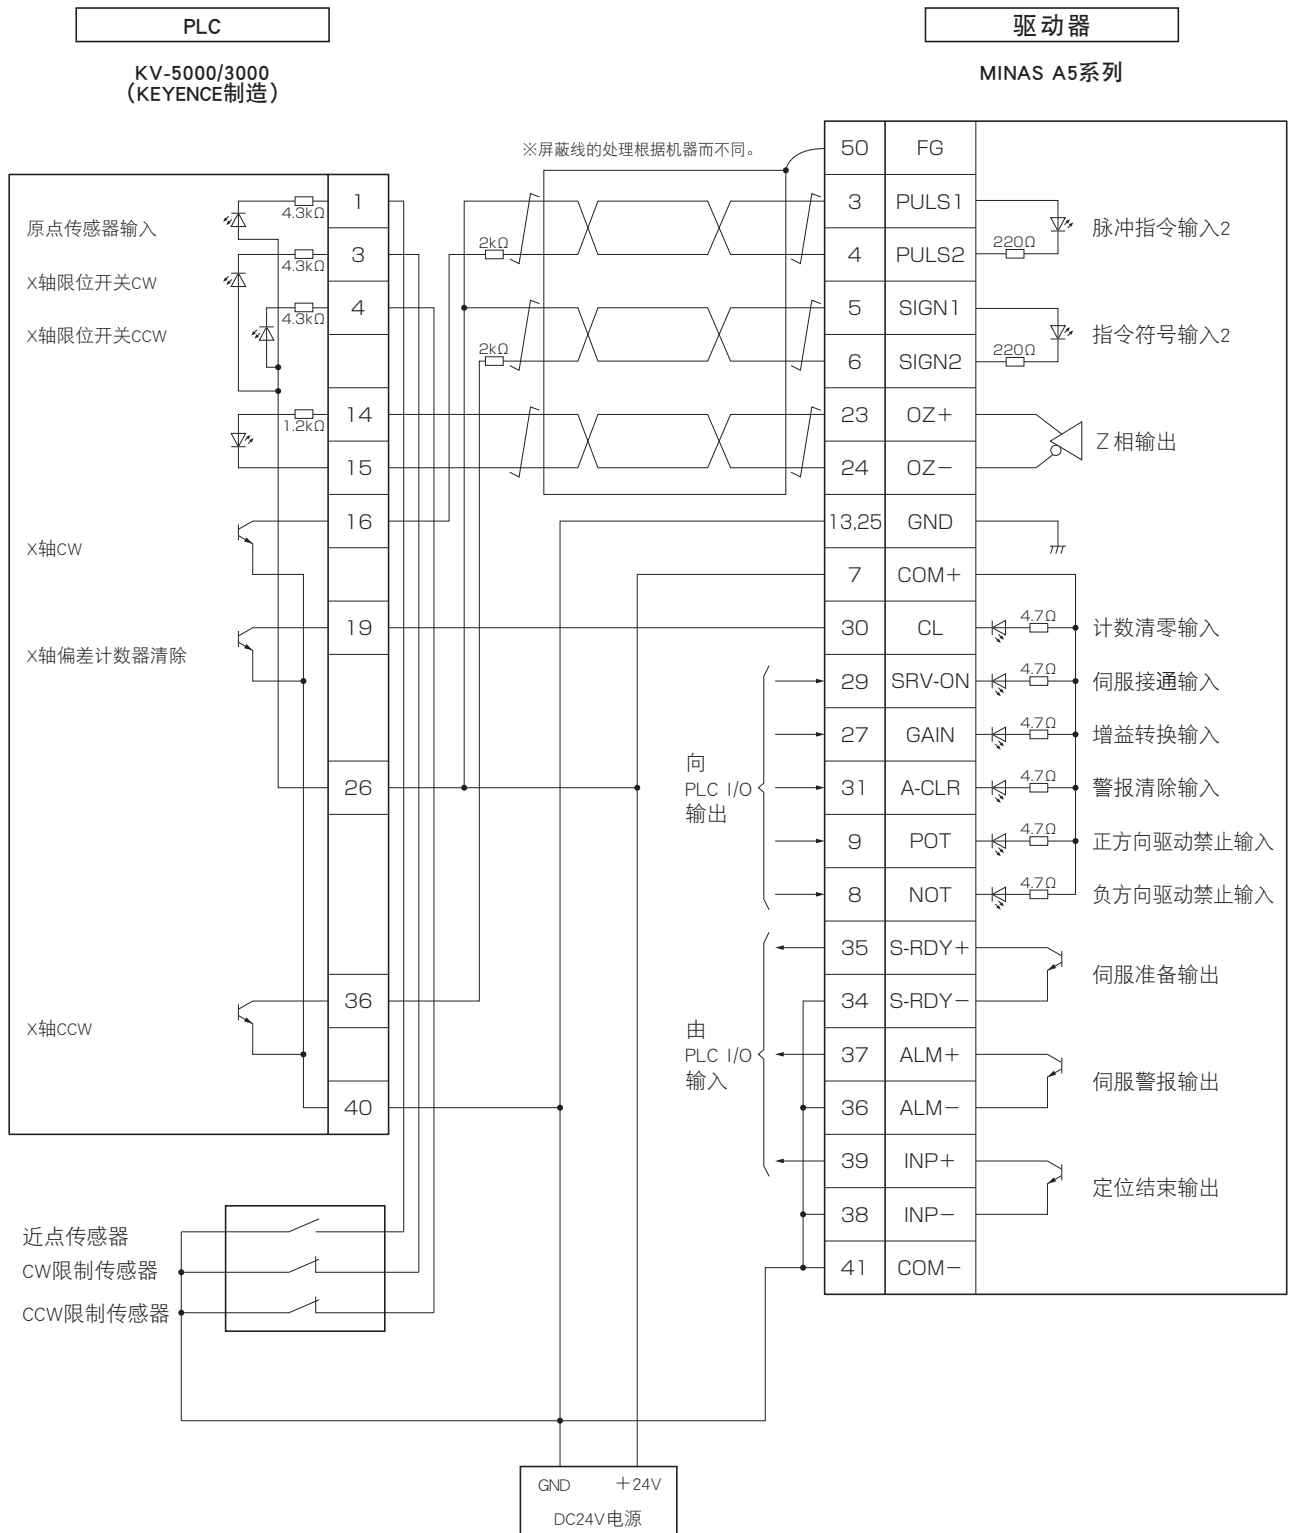 PLC
驱动器
KV-5000/3000
（KEYENCE制造）
MINAS A5系列
※屏蔽线的处理根据机器而不同。
50 FG
原点传感器输入 4.3kΩ 1
3 PULS1
脉冲指令输入2
X轴限位开关CW 4.3kΩ 3
2kΩ
4 PULS2 220Ω
X轴限位开关CCW 4.3kΩ 4
5 SIGN1
指令符号输入2
2kΩ
6 SIGN2 220Ω
1.2kΩ 14
23 OZ+
Z 相输出
15
24 OZ−
X轴CW 16
13,25 GND
7 COM+
X轴偏差计数器清除 19
30 CL 4.7Ω 计数清零输入
29 SRV-ON 4.7Ω 伺服接通输入
27 GAIN 4.7Ω 增益转换输入
向
PLC I/O
输出
26
31 A-CLR 4.7Ω 警报清除输入
9 POT 4.7Ω 正方向驱动禁止输入
8 NOT 4.7Ω 负方向驱动禁止输入
35 S-RDY+
伺服准备输出
X轴CCW 36
34 S-RDY−
由
PLC I/O
输入
37 ALM+
伺服警报输出
40
36 ALM−
39 INP+
定位结束输出
38 INP−
41 COM−
近点传感器
CW限制传感器
CCW限制传感器
GND +24V
DC24V电源